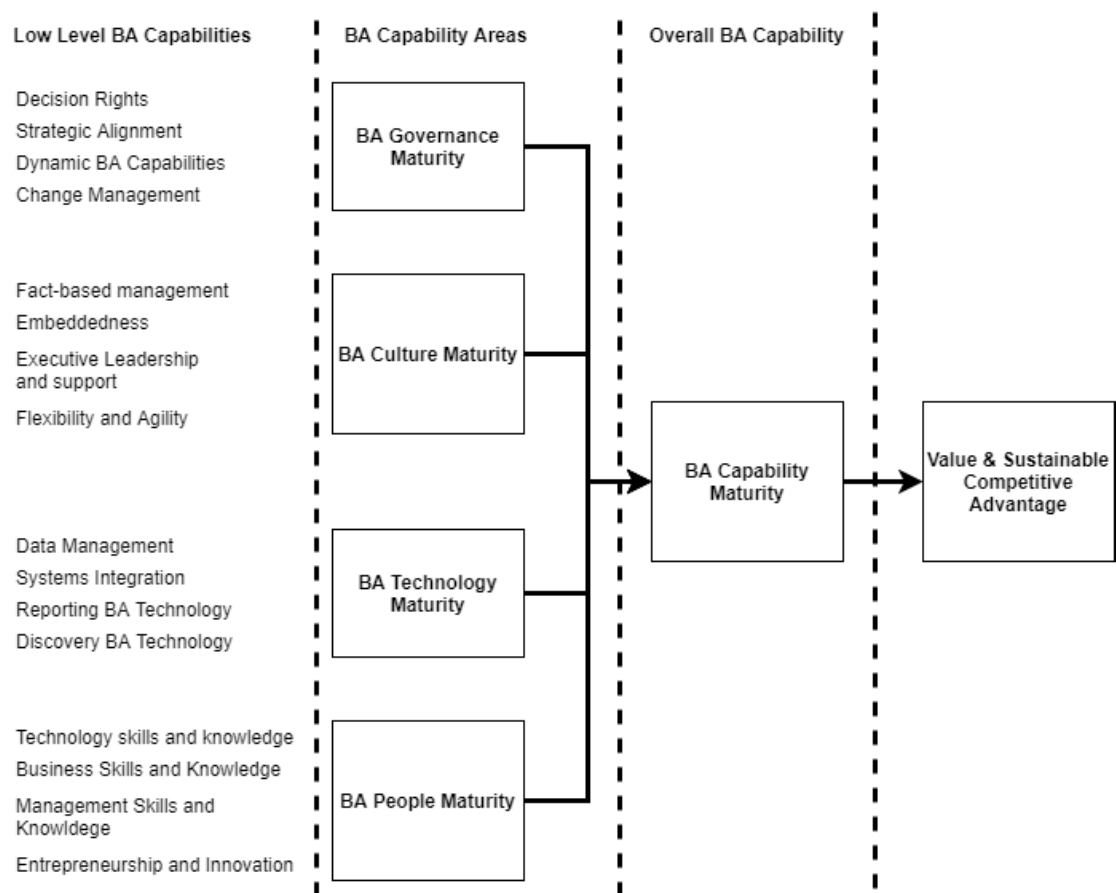 Low Level BA Capabilities
BA Capability Areas
Overall BA Capability
Decision Rights
Strategic Alignment
Dynamic BA Capabilities
Change Management
BA Governance
Maturity
Fact-based management
Embeddedness
Executive Leadership
and support
Flexibility and Agility
BA Culture Maturity
Data Management
Systems Integration
Reporting BA Technology
Discovery BA Technology
BA Technology
Maturity
Technology skills and knowledge
Business Skills and Knowledge
Management Skills and
Knowldege
Entrepreneurship and Innovation
BA People Maturity
BA Capability
Maturity
Value & Sustainable
Competitive
Advantage